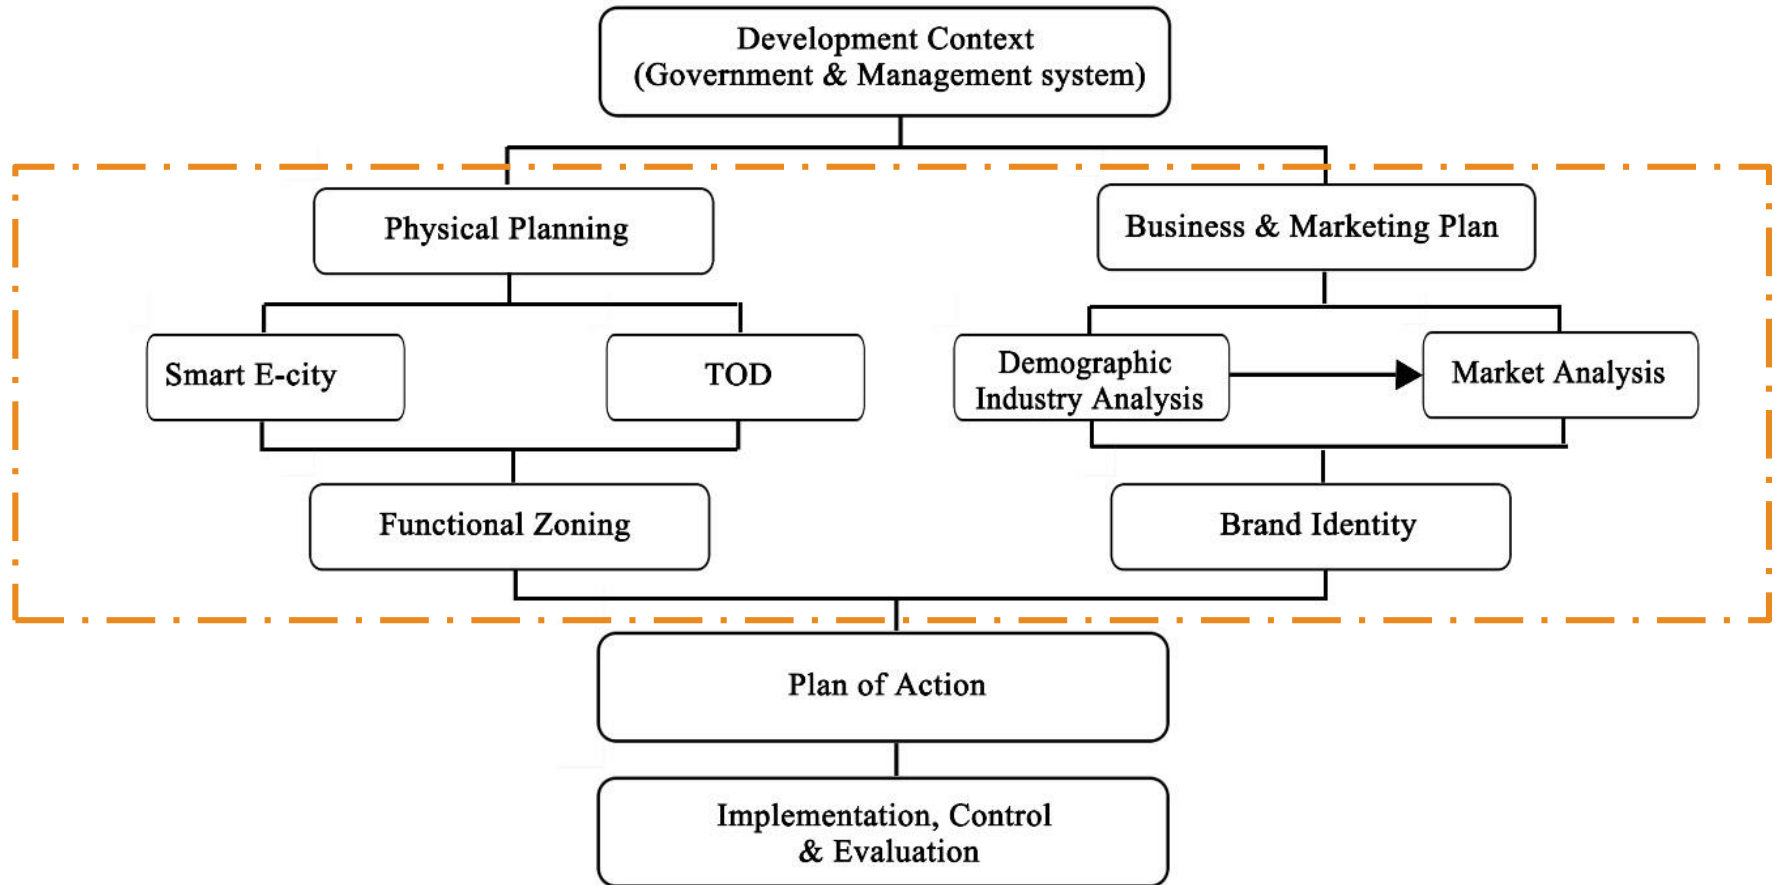 Development Context
(Government & Management system)
Physical Planning
Business & Marketing Plan
Smart E-city
TOD
Demographic
Industry Analysis
Market Analysis
Functional Zoning
Brand Identity
Plan of Action
Implementation, Control
& Evaluation